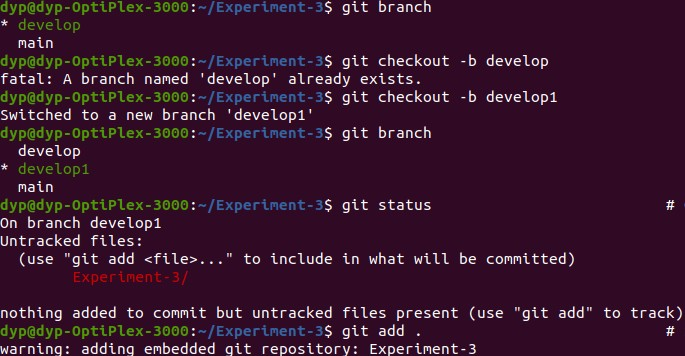 dyp@dyp-OptiPlex-3000:~/Experiment-3$ git branch
* develop
  main
dyp@dyp-OptiPlex-3000:~/Experiment-3$ git checkout -b develop
fatal: A branch named 'develop' already exists.
dyp@dyp-OptiPlex-3000:~/Experiment-3$ git checkout -b develop1
Switched to a new branch 'develop1'
dyp@dyp-OptiPlex-3000:~/Experiment-3$ git branch
  develop
* develop1
  main
dyp@dyp-OptiPlex-3000:~/Experiment-3$ git status                          #
On branch develop1
Untracked files:
  (use "git add <file>..." to include in what will be committed)
        Experiment-3/

nothing added to commit but untracked files present (use "git add" to track)
dyp@dyp-OptiPlex-3000:~/Experiment-3$ git add .                           #
warning: adding embedded git repository: Experiment-3